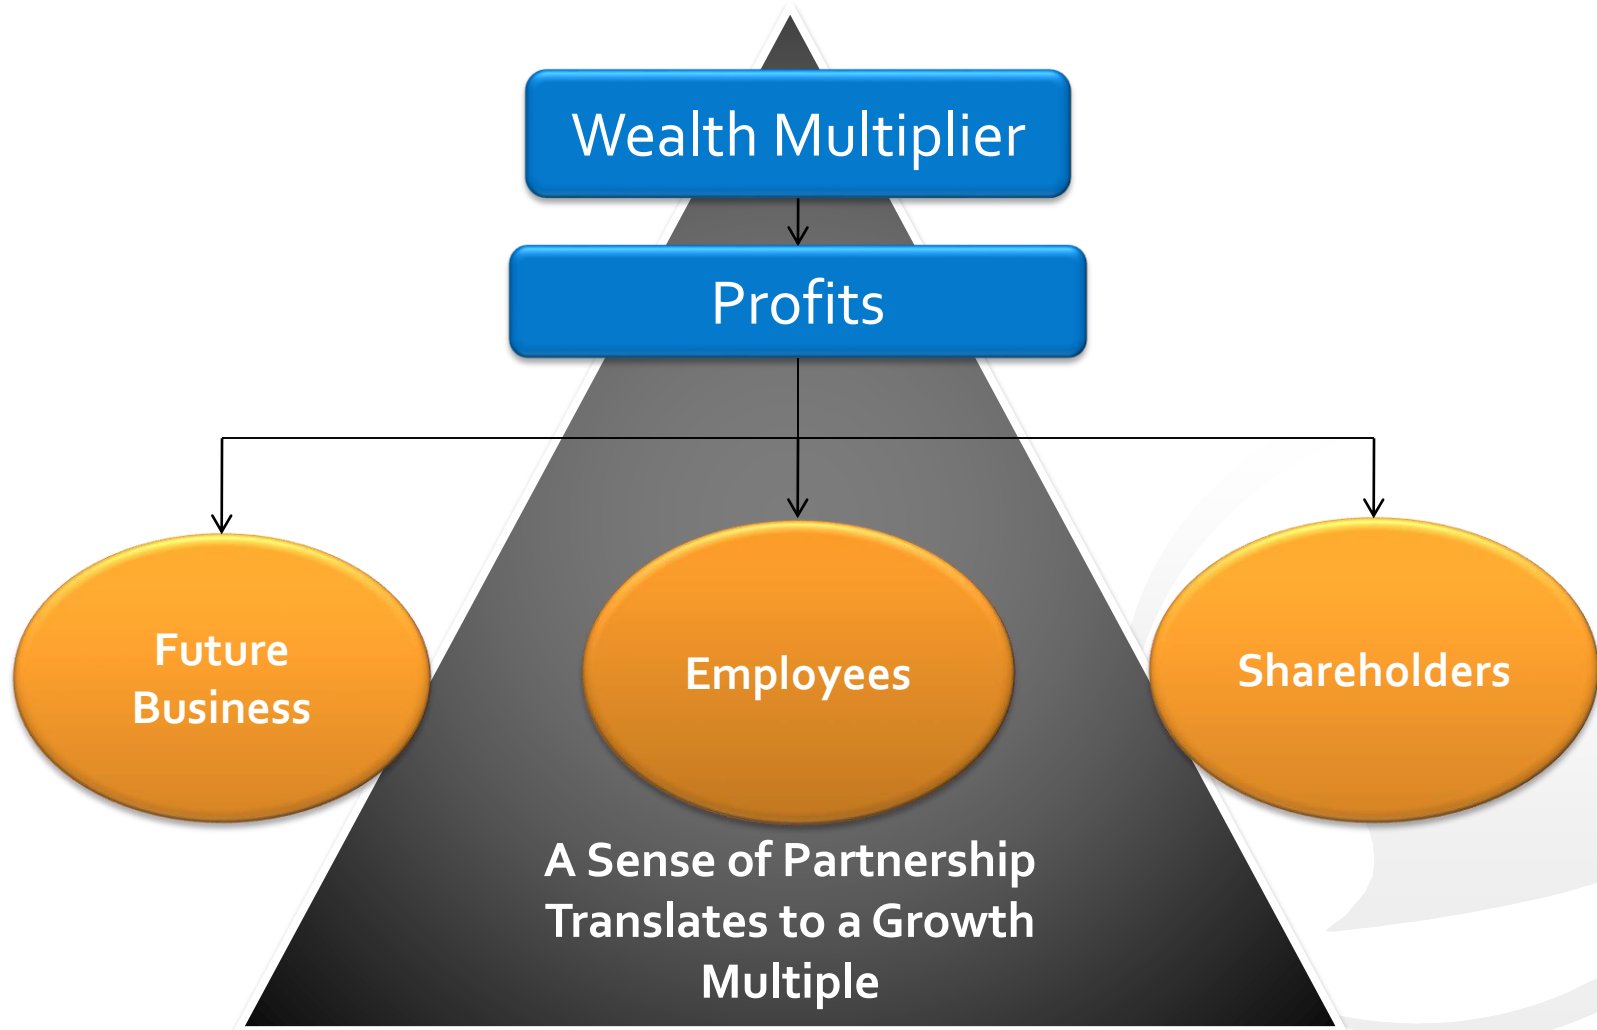 Wealth Multiplier
Profits
Future
Business
Employees
Shareholders
A Sense of Partnership
Translates to a Growth
Multiple